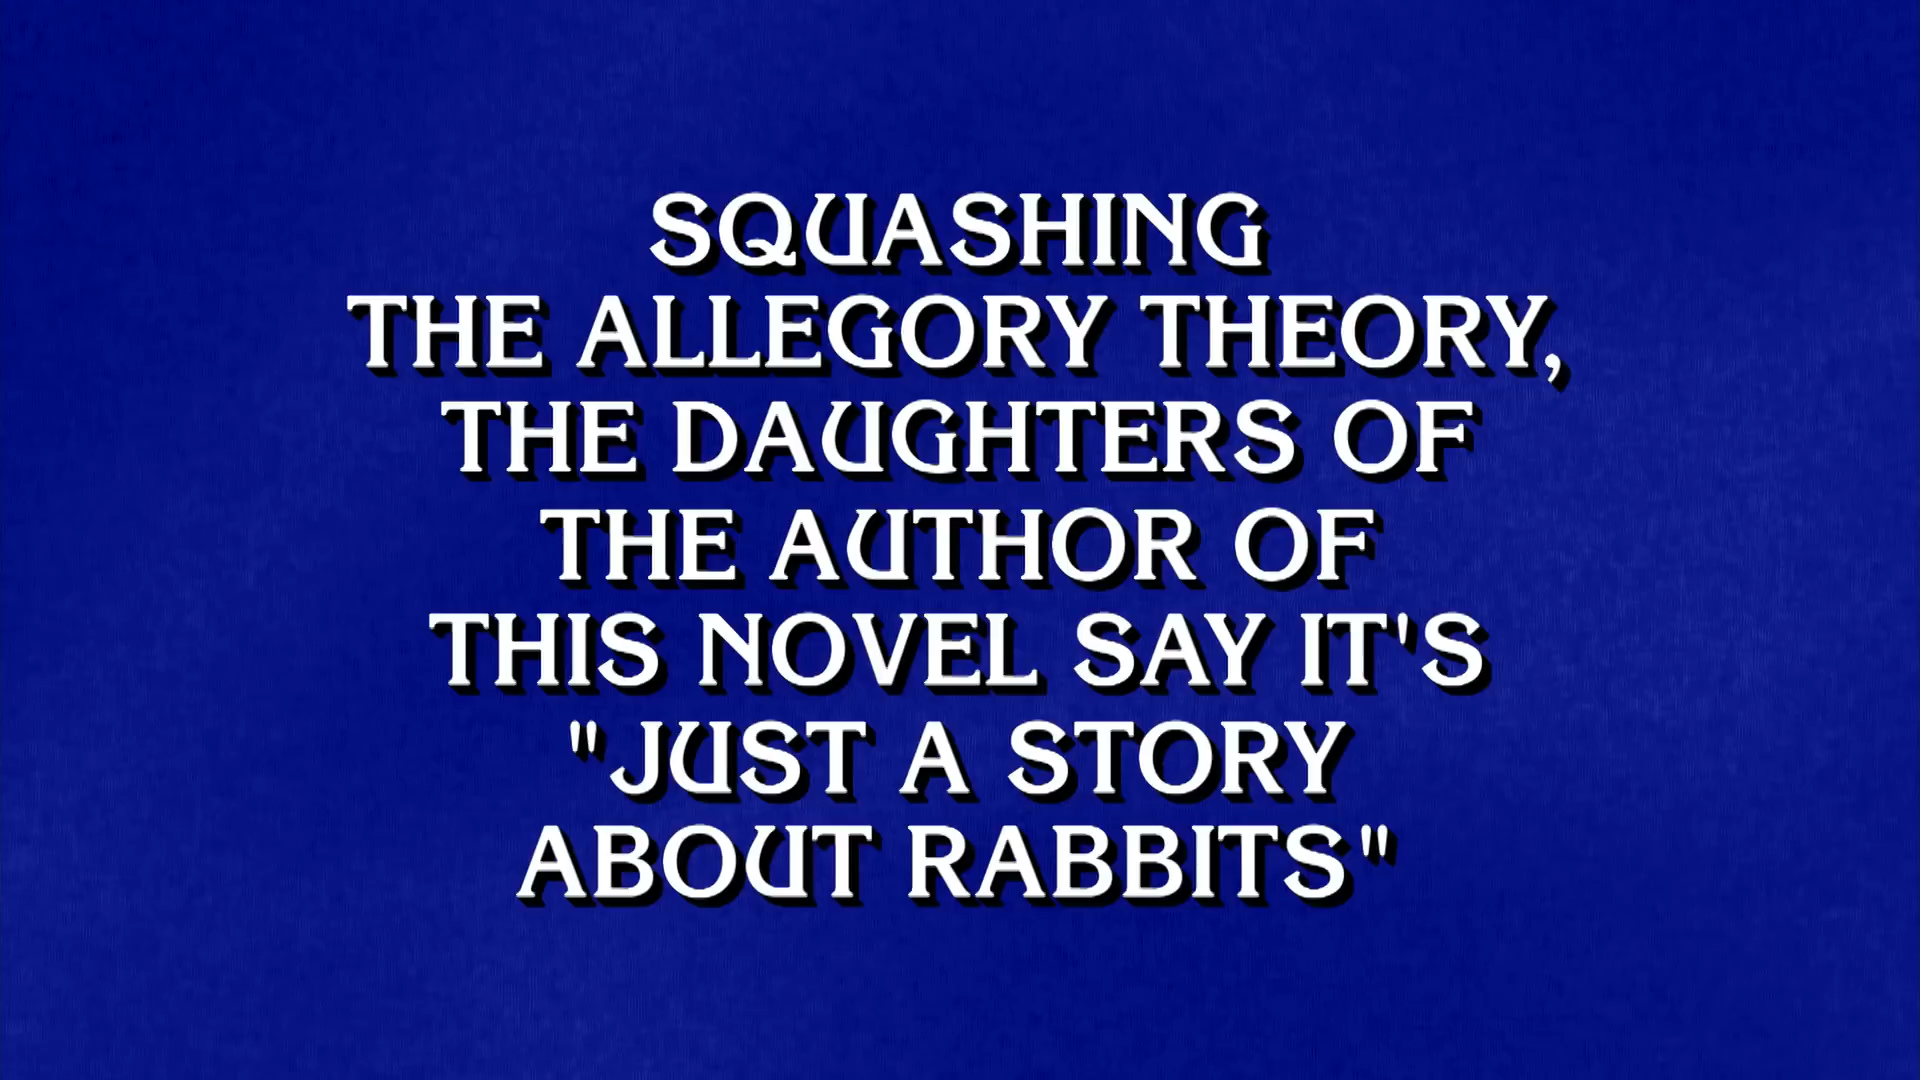 SQUASHING
THE ALLEGORY THEORY,
THE DAUGHTERS OF
THE AUTHOR OF
THIS NOVEL SAY IT'S
"JUST A STORY
ABOUT RABBITS"